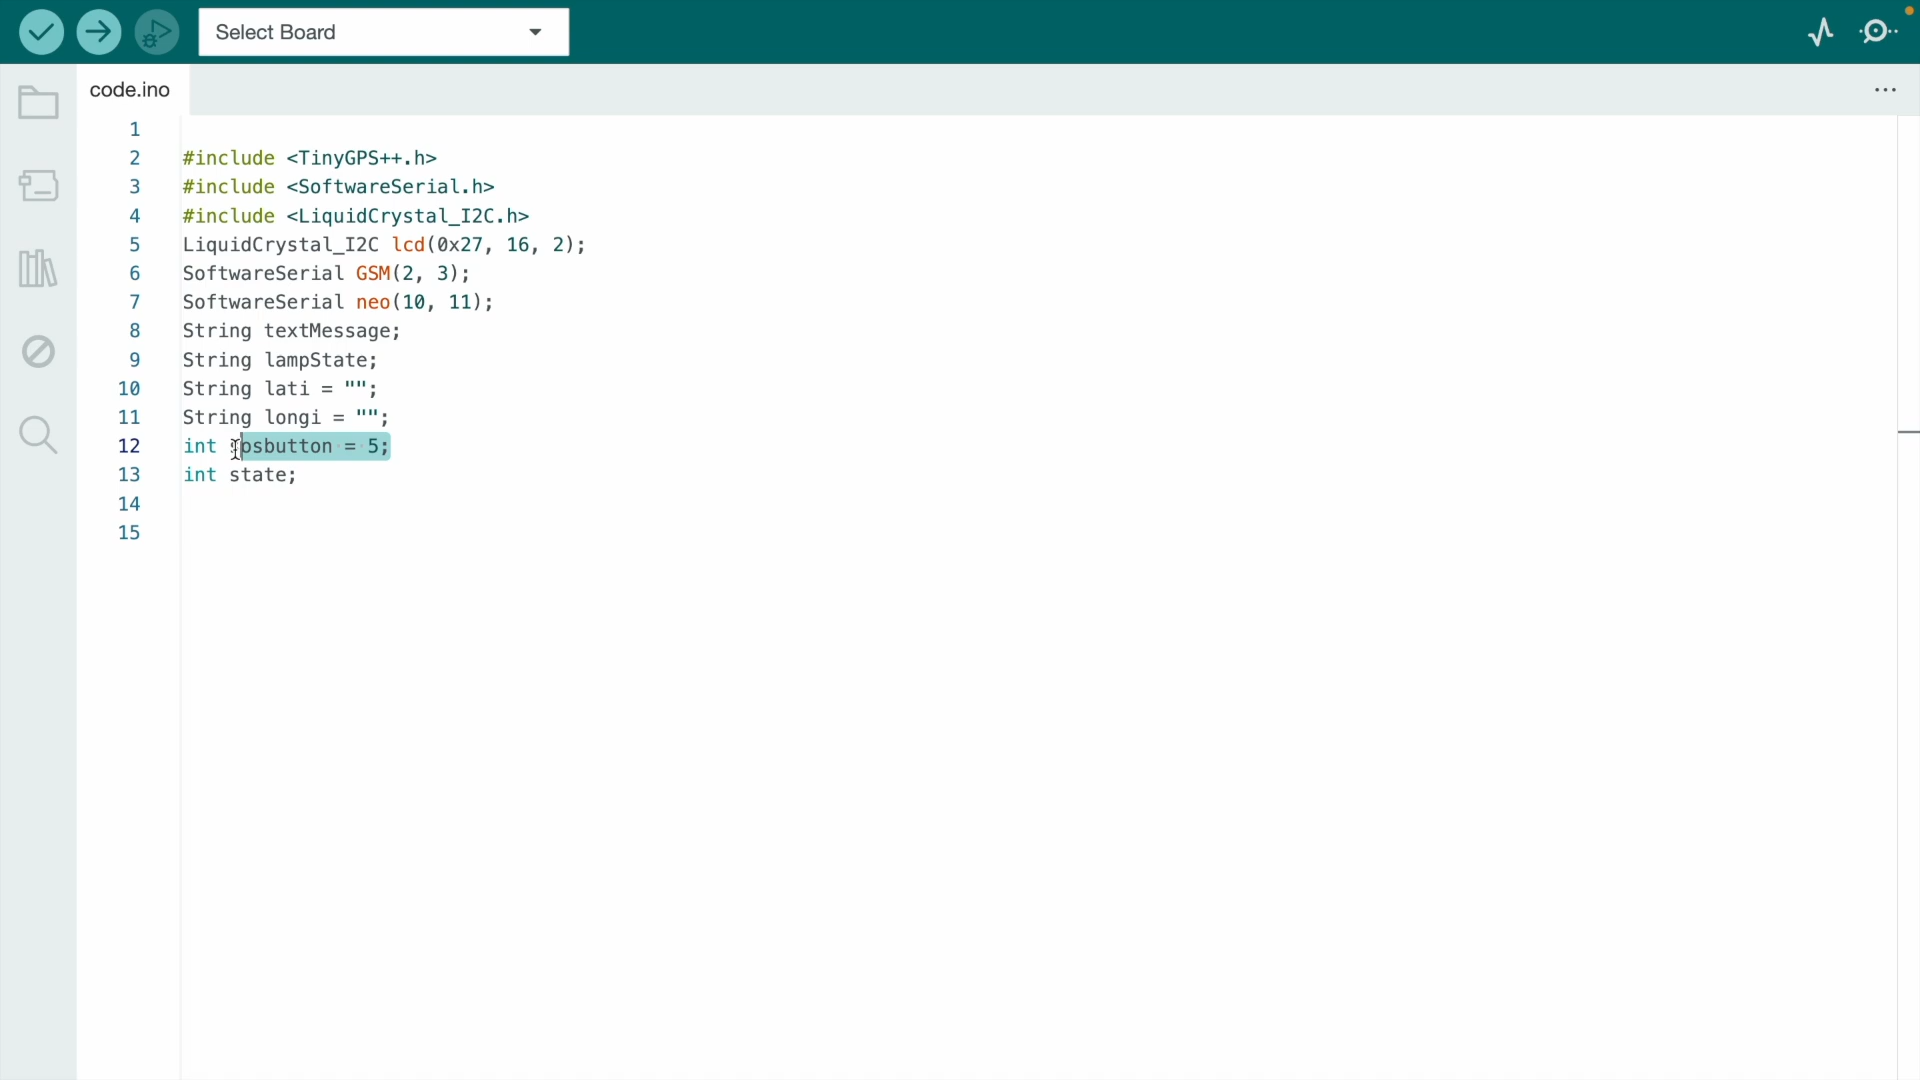 Select Board
code.ino
1
2 #include <TinyGPS++.h>
3 #include <SoftwareSerial.h>
4 #include <LiquidCrystal_I2C.h>
5 LiquidCrystal_I2C lcd(0x27, 16, 2);
6 SoftwareSerial GSM(2, 3);
7 SoftwareSerial neo(10, 11);
8 String textMessage;
9 String lampState;
10 String lati = "";
11 String longi = "";
12 int sosbutton = 5;
13 int state;
14
15